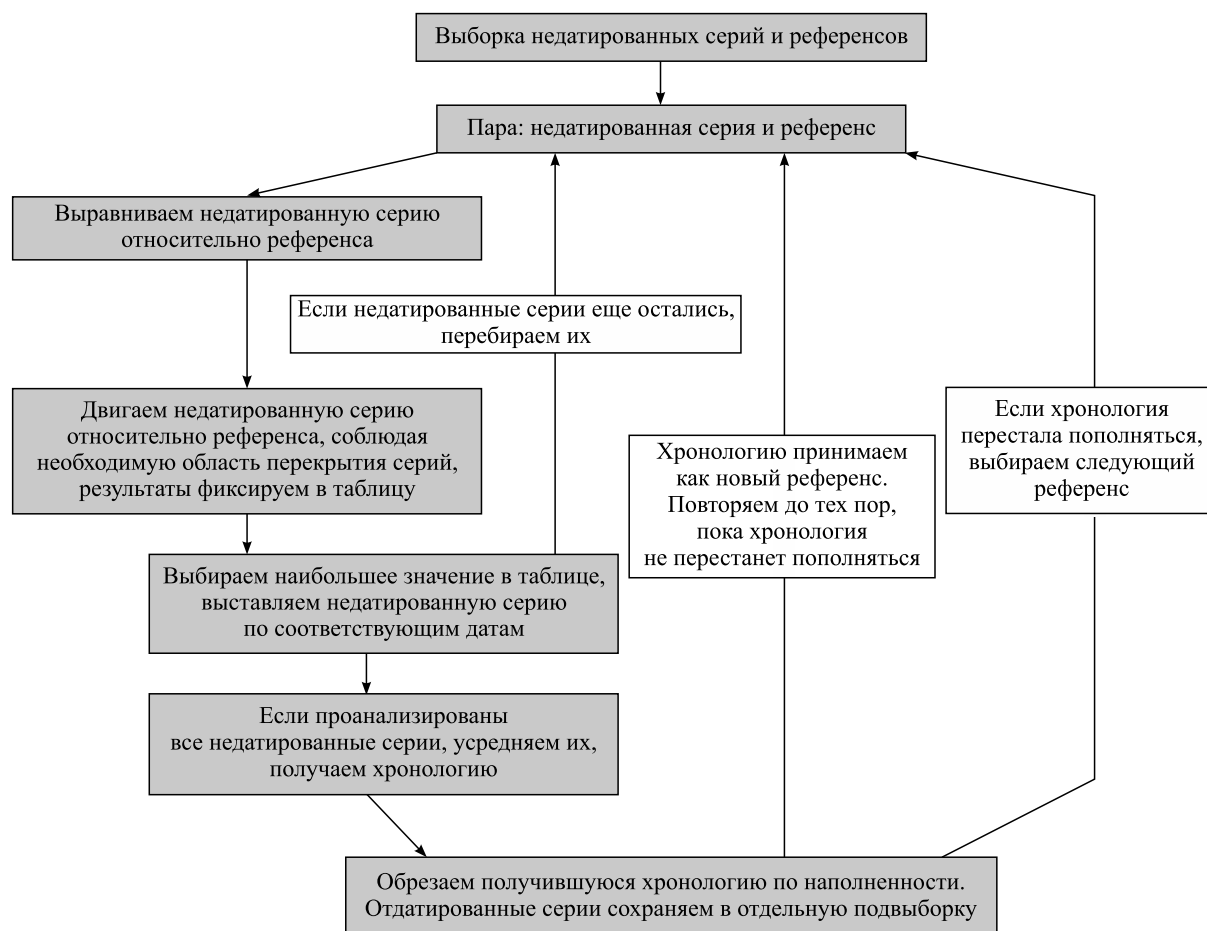 Выборка недатированных серий и референсов
Пара: недатированная серия и референс
Выравниваем недатированную серию
относительно референса
Если недатированные серии еще остались,
перебираем их
Двигаем недатированную серию
относительно референса, соблюдая
необходимую область перекрытия серий,
результаты фиксируем в таблицу
Хронологию принимаем
как новый референс.
Повторяем до тех пор,
пока хронология
не перестанет пополняться
Если хронология
перестала пополняться,
выбираем следующий
референс
Выбираем наибольшее значение в таблице,
выставляем недатированную серию
по соответствующим датам
Если проанализированы
все недатированные серии, усредняем их,
получаем хронологию
Обрезаем получившуюся хронологию по наполненности.
Отдатированные серии сохраняем в отдельную подвыборку